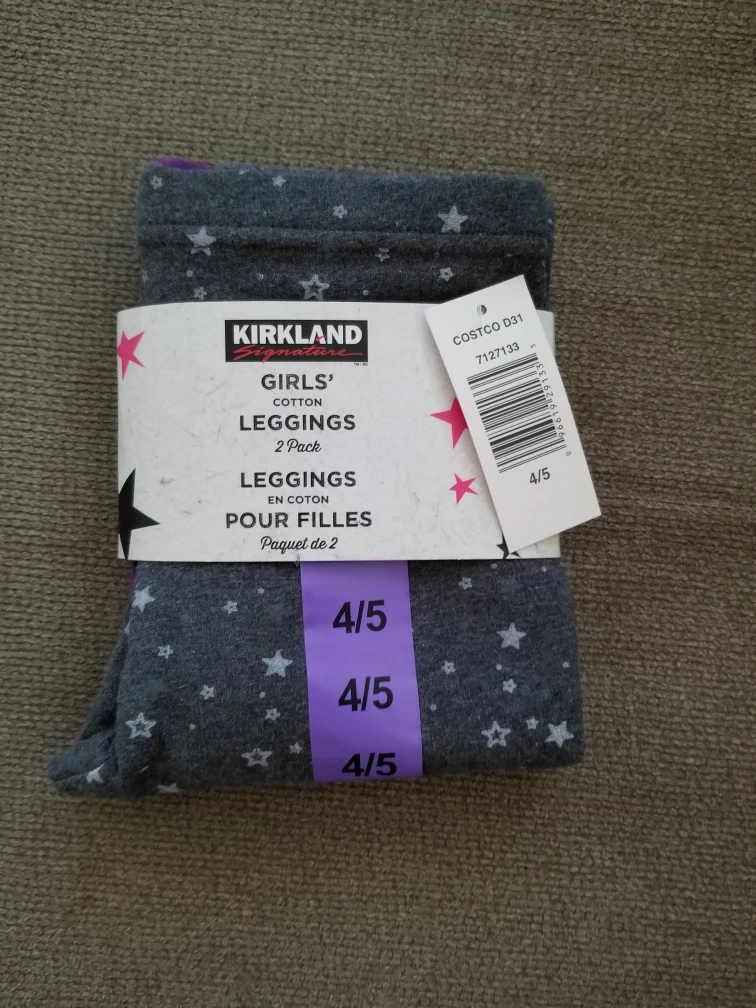 KIRKLAND
Signature
GIRLS'
COTTON
LEGGINGS
2 Pack
LEGGINGS
EN COTON
POUR FILLES
Paquet de 2
COSTCO D31
7127133
4/5
4/5
4/5
4/5